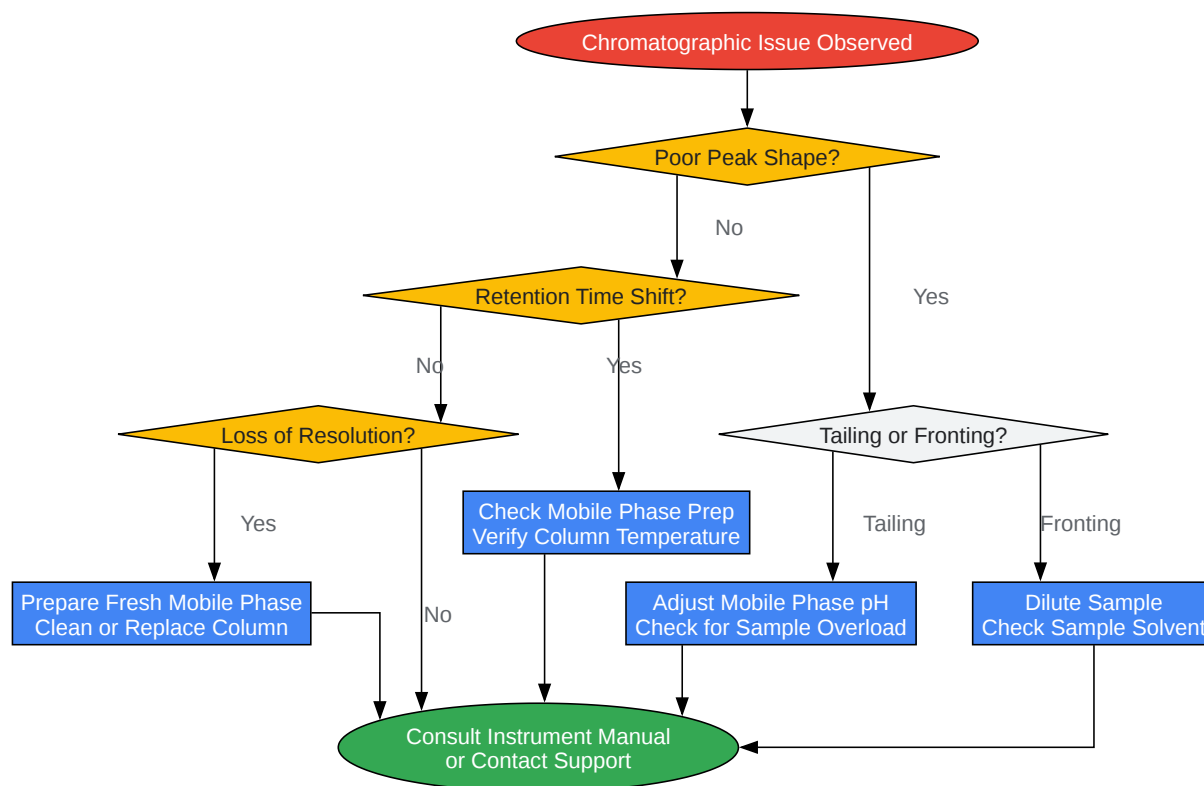 Chromatographic Issue Observed
Poor Peak Shape?
No
Retention Time Shift?
Yes
No
Yes
Loss of Resolution?
Tailing or Fronting?
Check Mobile Phase Prep
Verify Column Temperature
Yes
Tailing
Fronting
Prepare Fresh Mobile Phase
Clean or Replace Column
No
Adjust Mobile Phase pH
Check for Sample Overload
Dilute Sample
Check Sample Solvent
Consult Instrument Manual
or Contact Support